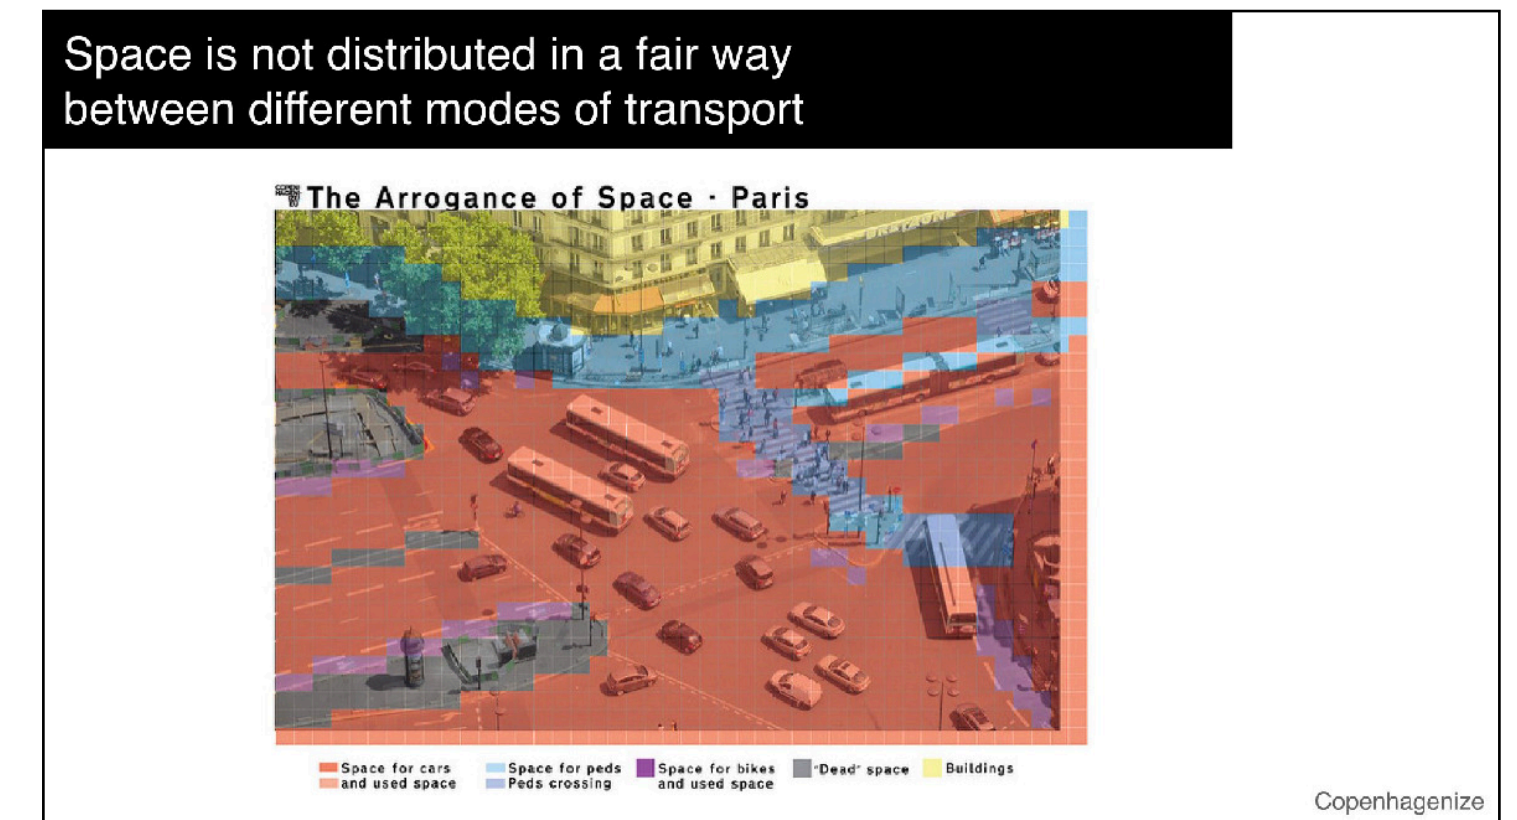 Space is not distributed in a fair way
between different modes of transport
The Arrogance of Space · Paris
Space for cars
and used space
Space for peds
Peds crossing
Space for bikes
and used space
"Dead" space
Buildings
Copenhagenize